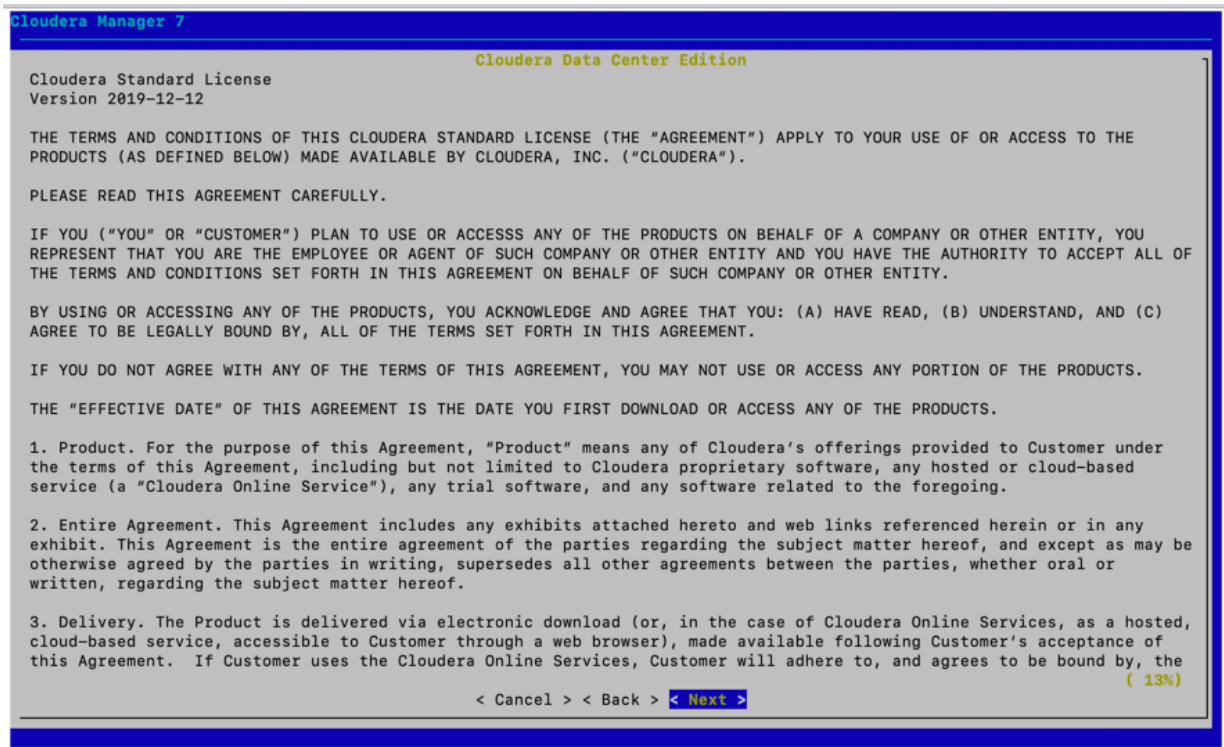 Cloudera Manager 7
Cloudera Data Center Edition
Cloudera Standard License
Version 2019-12-12
THE TERMS AND CONDITIONS OF THIS CLOUDERA STANDARD LICENSE (THE “AGREEMENT”) APPLY TO YOUR USE OF OR ACCESS TO THE
PRODUCTS (AS DEFINED BELOW) MADE AVAILABLE BY CLOUDERA, INC. (“CLOUDERA”).
PLEASE READ THIS AGREEMENT CAREFULLY.
IF YOU (“YOU” OR “CUSTOMER”) PLAN TO USE OR ACCESSS ANY OF THE PRODUCTS ON BEHALF OF A COMPANY OR OTHER ENTITY, YOU
REPRESENT THAT YOU ARE THE EMPLOYEE OR AGENT OF SUCH COMPANY OR OTHER ENTITY AND YOU HAVE THE AUTHORITY TO ACCEPT ALL OF
THE TERMS AND CONDITIONS SET FORTH IN THIS AGREEMENT ON BEHALF OF SUCH COMPANY OR OTHER ENTITY.
BY USING OR ACCESSING ANY OF THE PRODUCTS, YOU ACKNOWLEDGE AND AGREE THAT YOU: (A) HAVE READ, (B) UNDERSTAND, AND (C)
AGREE TO BE LEGALLY BOUND BY, ALL OF THE TERMS SET FORTH IN THIS AGREEMENT.
IF YOU DO NOT AGREE WITH ANY OF THE TERMS OF THIS AGREEMENT, YOU MAY NOT USE OR ACCESS ANY PORTION OF THE PRODUCTS.
THE “EFFECTIVE DATE” OF THIS AGREEMENT IS THE DATE YOU FIRST DOWNLOAD OR ACCESS ANY OF THE PRODUCTS.
1. Product. For the purpose of this Agreement, “Product” means any of Cloudera’s offerings provided to Customer under
the terms of this Agreement, including but not limited to Cloudera proprietary software, any hosted or cloud-based
service (a “Cloudera Online Service”), any trial software, and any software related to the foregoing.
2. Entire Agreement. This Agreement includes any exhibits attached hereto and web links referenced herein or in any
exhibit. This Agreement is the entire agreement of the parties regarding the subject matter hereof, and except as may be
otherwise agreed by the parties in writing, supersedes all other agreements between the parties, whether oral or
written, regarding the subject matter hereof.
3. Delivery. The Product is delivered via electronic download (or, in the case of Cloudera Online Services, as a hosted,
cloud-based service, accessible to Customer through a web browser), made available following Customer’s acceptance of
this Agreement.  If Customer uses the Cloudera Online Services, Customer will adhere to, and agrees to be bound by, the
( 13%)
< Cancel > < Back > < Next >